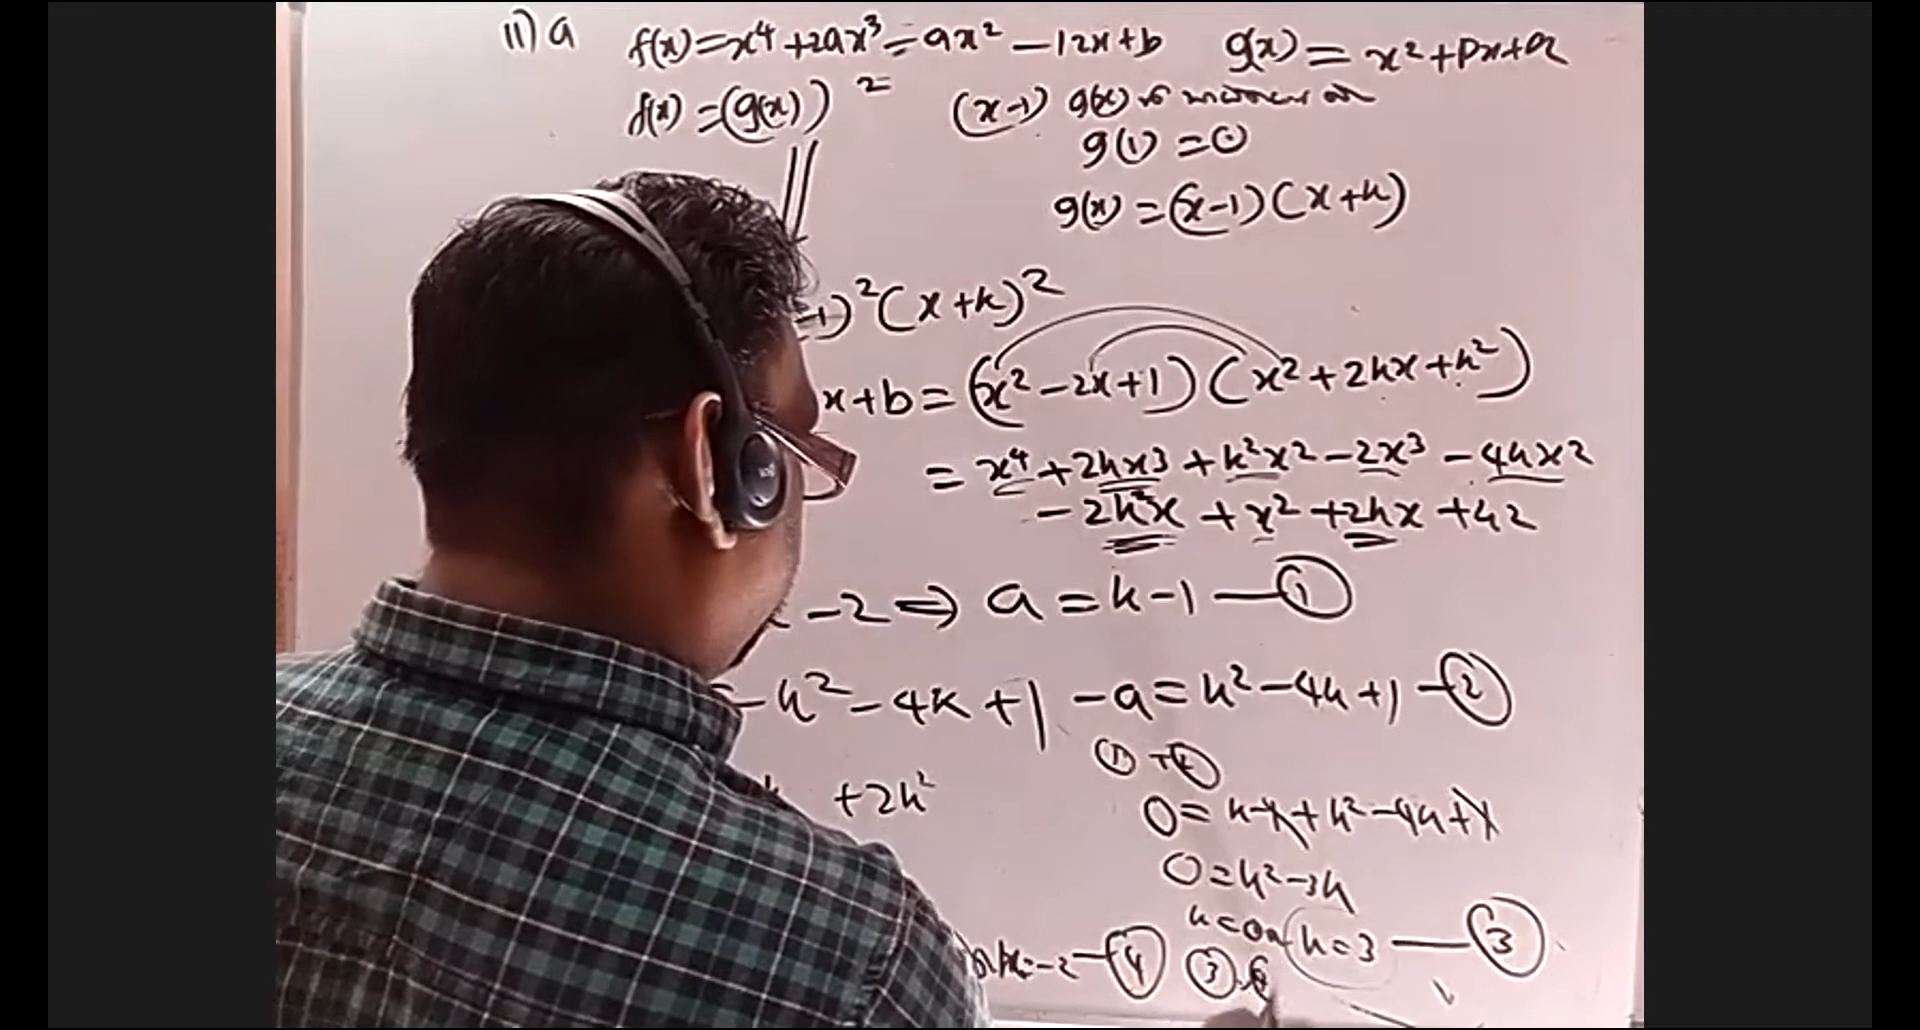 11) a f(x) = x⁴ + 2ax³ - ax² - 12x + b g(x) = x² + px + q
f(x) = (g(x))² (x-1) g(x)
g(1) = 0
g(x) = (x-1)(x+k)
-1)²(x+k)²
x + b = (x² - 2x + 1)(x² + 2kx + k²)
= x⁴ + 2kx³ + k²x² - 2x³ - 4kx²
- 2k²x + x² + 2kx + k²
- 2 ⇒ a = k - 1 — ①
- k² - 4k + 1 -a = k² - 4k + 1 — ②
① + ②
+ 2k² 0 = k - 1 + k² - 4k + 1
0 = k² - 3k
k = 0 or k = 3 — ③
= -2 — ④ ③